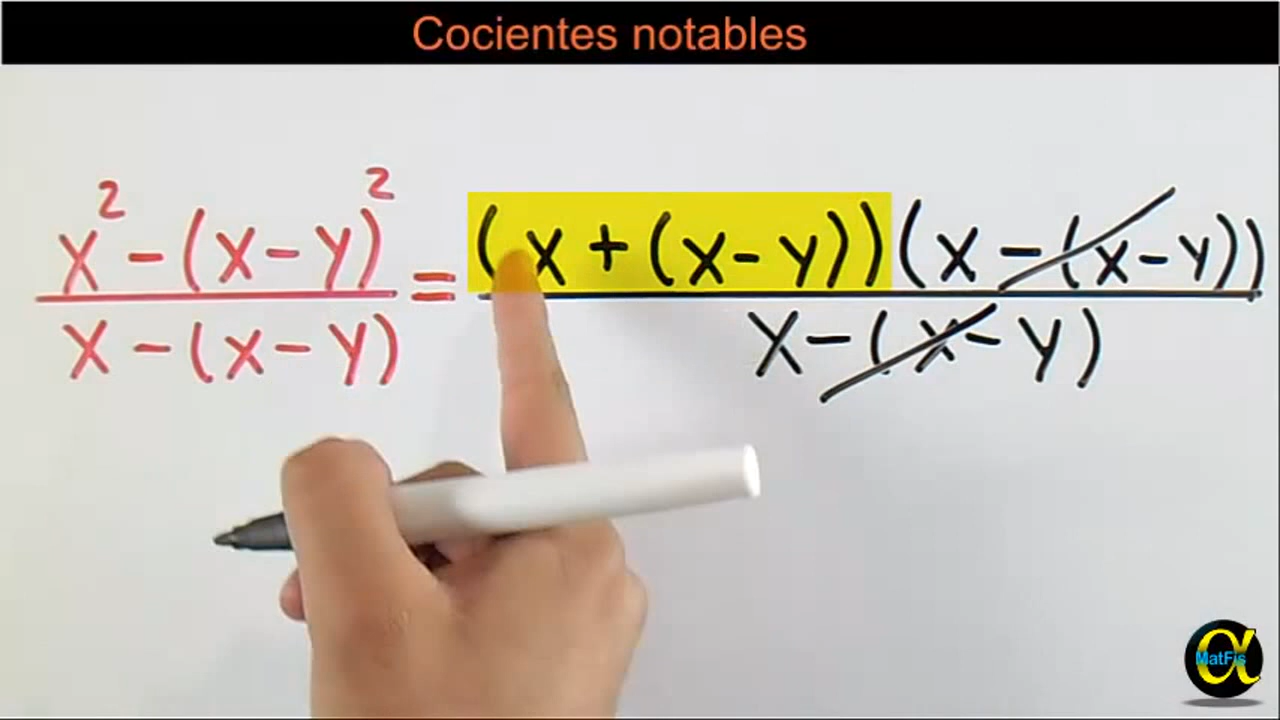 Cocientes notables
x² - (x - y)² / x - (x - y) = (x + (x - y))(x - (x - y)) / x - (x - y)
α
MatFis